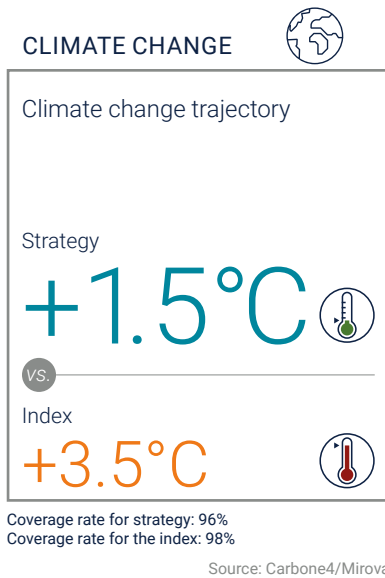 CLIMATE CHANGE
Climate change trajectory
Strategy
+1.5°C
VS.
Index
+3.5°C
Coverage rate for strategy: 96%
Coverage rate for the index: 98%
Source: Carbone4/Mirova